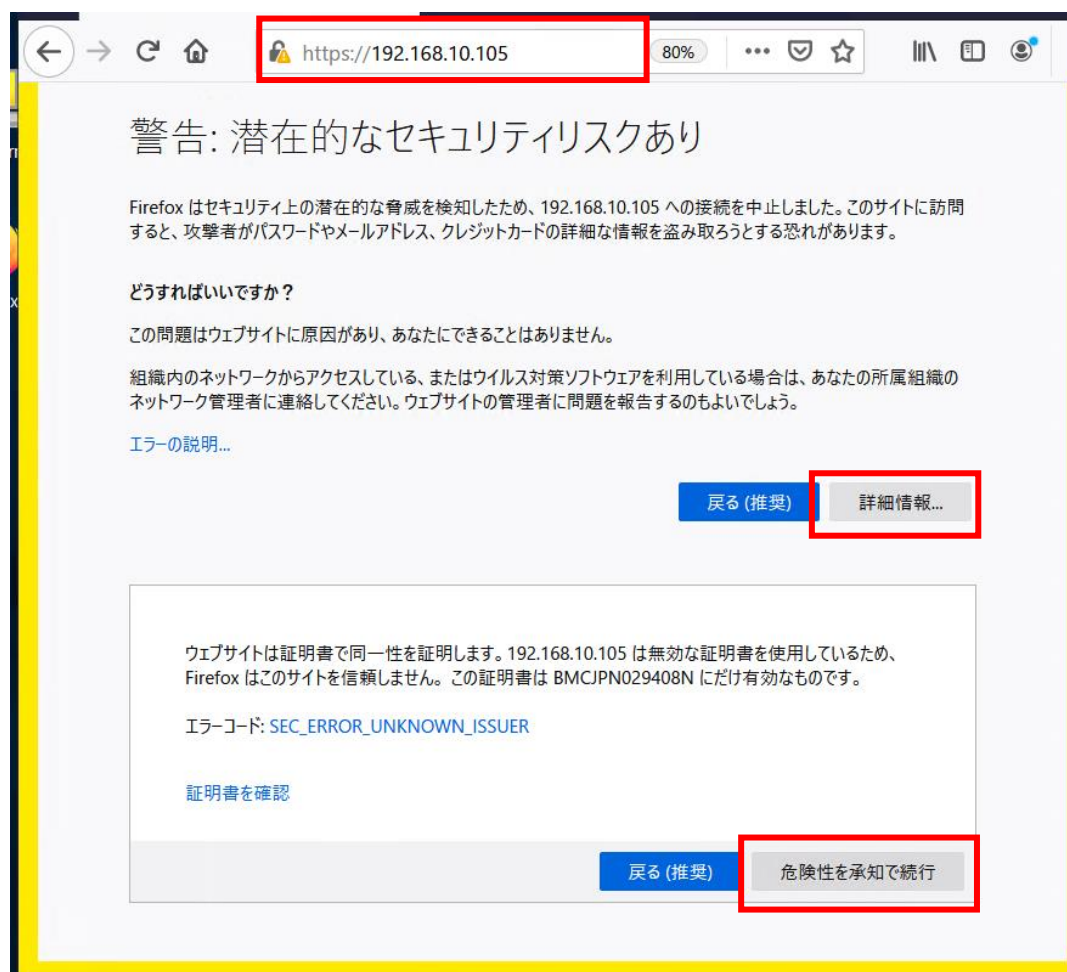 https://192.168.10.105
80%
警告: 潜在的なセキュリティリスクあり
Firefox はセキュリティ上の潜在的な脅威を検知したため、192.168.10.105 への接続を中止しました。このサイトに訪問
すると、攻撃者がパスワードやメールアドレス、クレジットカードの詳細な情報を盗み取ろうとする恐れがあります。
どうすればいいですか？
この問題はウェブサイトに原因があり、あなたにできることはありません。
組織内のネットワークからアクセスしている、またはウイルス対策ソフトウェアを利用している場合は、あなたの所属組織の
ネットワーク管理者に連絡してください。ウェブサイトの管理者に問題を報告するのもよいでしょう。
エラーの説明...
戻る (推奨)
詳細情報...
ウェブサイトは証明書で同一性を証明します。192.168.10.105 は無効な証明書を使用しているため、
Firefox はこのサイトを信頼しません。この証明書は BMCJPN029408N にだけ有効なものです。
エラーコード: SEC_ERROR_UNKNOWN_ISSUER
証明書を確認
戻る (推奨)
危険性を承知で続行